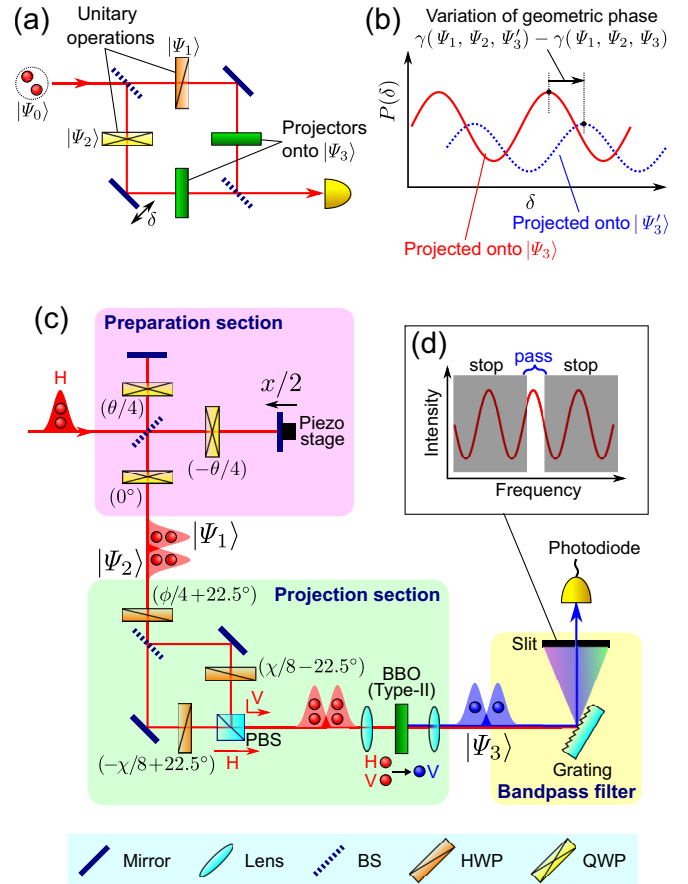 (a)
Unitary
operations
|Ψ₁⟩
|Ψ₀⟩
|Ψ₂⟩
Projectors
onto |Ψ₃⟩
δ
(b)
Variation of geometric phase
γ(Ψ₁, Ψ₂, Ψ₃′) − γ(Ψ₁, Ψ₂, Ψ₃)
P(δ)
δ
Projected onto |Ψ₃′⟩
Projected onto |Ψ₃⟩
(c)
Preparation section
H
(θ/4)
x/2
Piezo
stage
(−θ/4)
(0°)
|Ψ₁⟩
|Ψ₂⟩
(d)
stop
pass
stop
Intensity
Frequency
Photodiode
(ϕ/4+22.5°)
Projection section
(χ/8−22.5°)
BBO
(Type-II)
V
PBS
H
(−χ/8+22.5°)
H
V
V
|Ψ₃⟩
Slit
Grating
Bandpass filter
Mirror
Lens
BS
HWP
QWP